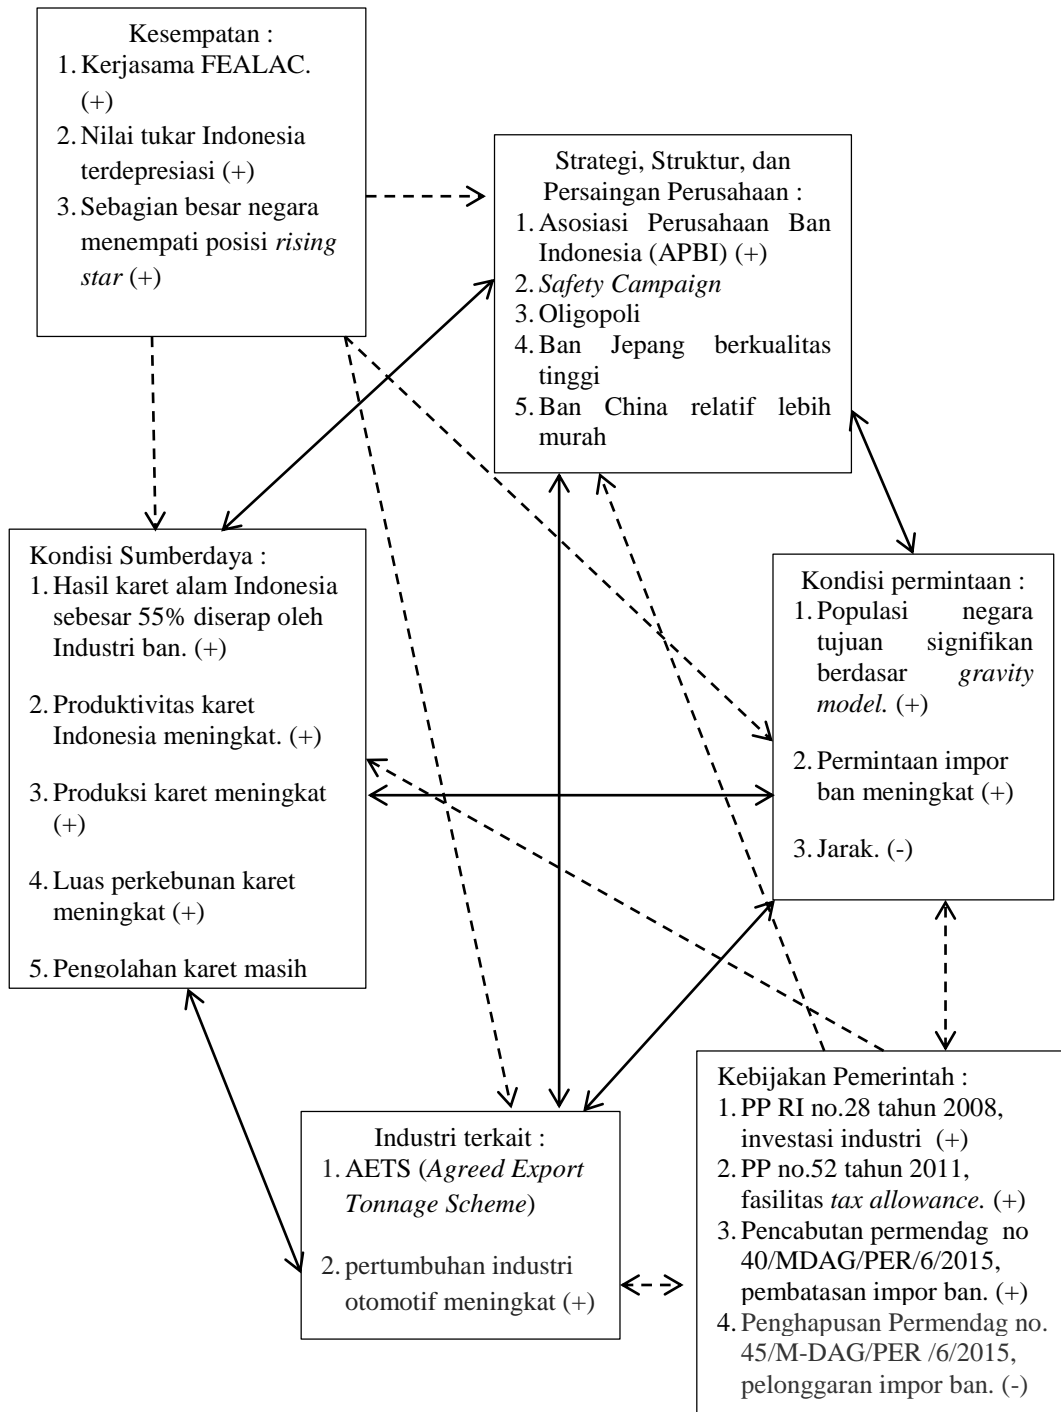 Kesempatan :
1. Kerjasama FEALAC.
(+)
2. Nilai tukar Indonesia
terdepresiasi (+)
3. Sebagian besar negara
menempati posisi rising
star (+)
Strategi, Struktur, dan
Persaingan Perusahaan :
1. Asosiasi Perusahaan Ban
Indonesia (APBI) (+)
2. Safety Campaign
3. Oligopoli
4. Ban Jepang berkualitas
tinggi
5. Ban China relatif lebih
murah
Kondisi Sumberdaya :
1. Hasil karet alam Indonesia
sebesar 55% diserap oleh
Industri ban. (+)
2. Produktivitas karet
Indonesia meningkat. (+)
3. Produksi karet meningkat
(+)
4. Luas perkebunan karet
meningkat (+)
5. Pengolahan karet masih
Kondisi permintaan :
1. Populasi negara
tujuan signifikan
berdasar gravity
model. (+)
2. Permintaan impor
ban meningkat (+)
3. Jarak. (-)
Industri terkait :
1. AETS (Agreed Export
Tonnage Scheme)
2. pertumbuhan industri
otomotif meningkat (+)
Kebijakan Pemerintah :
1. PP RI no.28 tahun 2008,
investasi industri (+)
2. PP no.52 tahun 2011,
fasilitas tax allowance. (+)
3. Pencabutan permendag no
40/MDAG/PER/6/2015,
pembatasan impor ban. (+)
4. Penghapusan Permendag no.
45/M-DAG/PER /6/2015,
pelonggaran impor ban. (-)